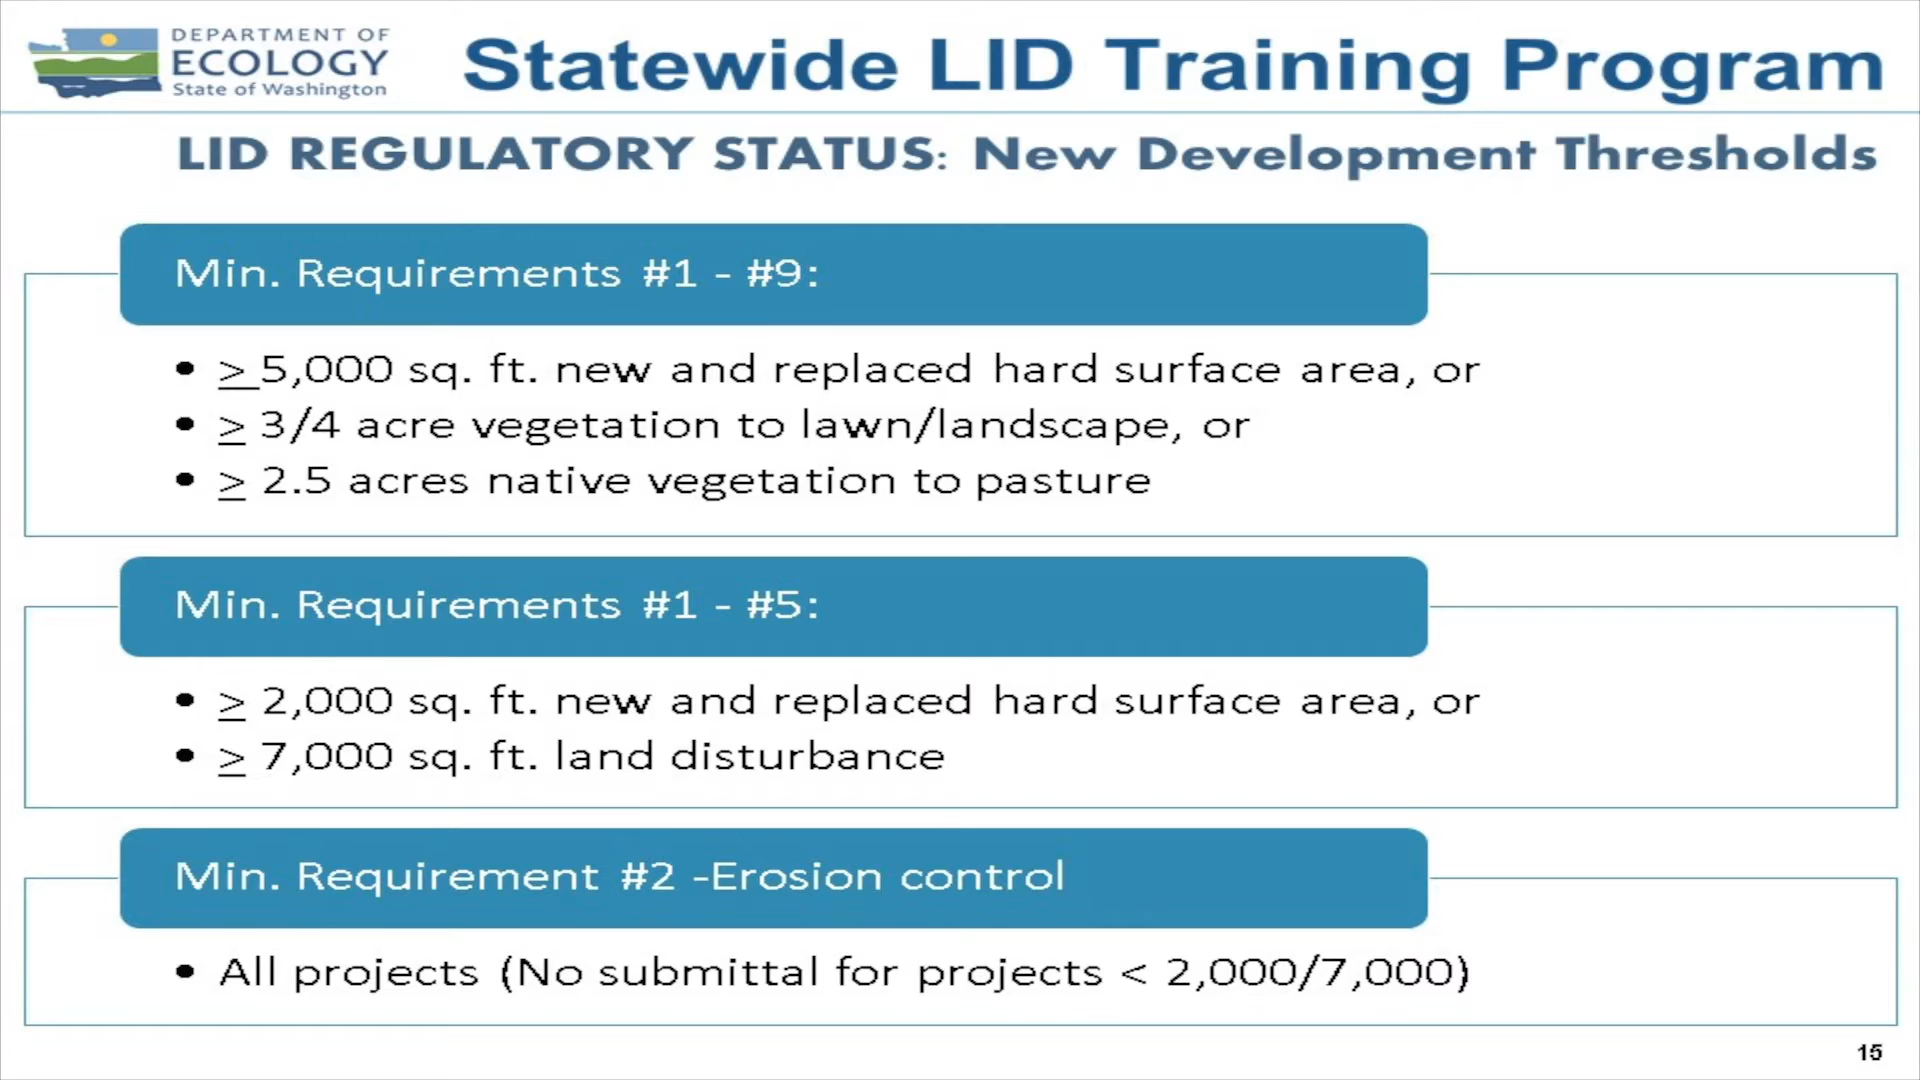 DEPARTMENT OF
ECOLOGY
State of Washington
Statewide LID Training Program
LID REGULATORY STATUS: New Development Thresholds
Min. Requirements #1 - #9:
• ≥ 5,000 sq. ft. new and replaced hard surface area, or
• ≥ 3/4 acre vegetation to lawn/landscape, or
• ≥ 2.5 acres native vegetation to pasture
Min. Requirements #1 - #5:
• ≥ 2,000 sq. ft. new and replaced hard surface area, or
• ≥ 7,000 sq. ft. land disturbance
Min. Requirement #2 -Erosion control
• All projects (No submittal for projects < 2,000/7,000)
15